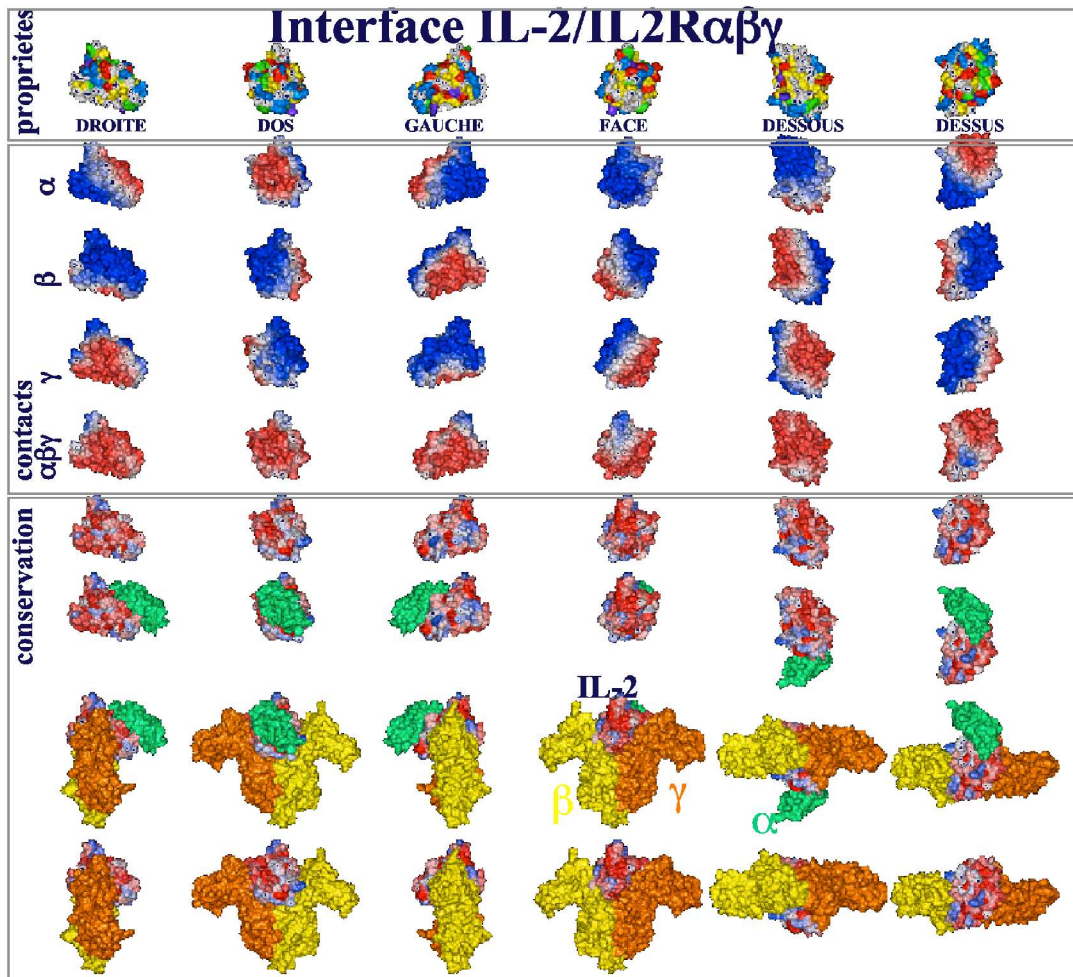 Interface IL-2/IL2Rαβγ
proprietes
DROITE DOS GAUCHE FACE DESSOUS DESSUS
contacts
α
β
γ
αβγ
conservation
IL-2
β
γ
α